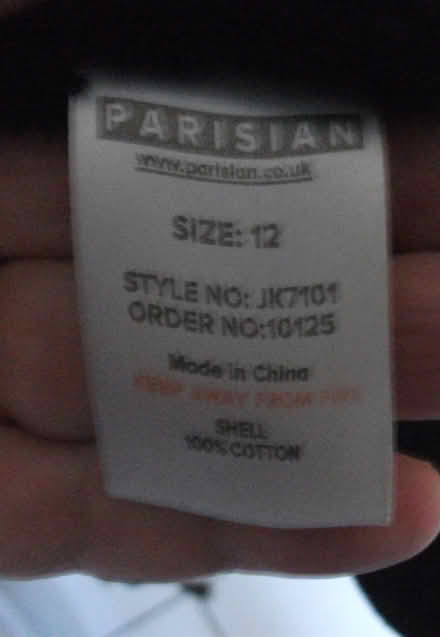 PARISIAN
www.parisian.co.uk
SIZE: 12
STYLE NO: JK7101
ORDER NO:10125
Made in China
KEEP AWAY FROM FIRE
SHELL
100% COTTON